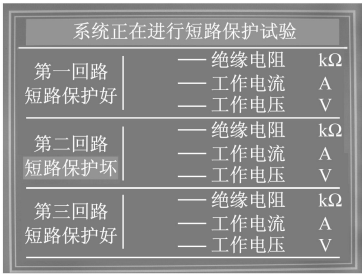 系统正在进行短路保护试验
第一回路
短路保护好
— 绝缘电阻 kΩ
— 工作电流 A
— 工作电压 V
第二回路
短路保护坏
— 绝缘电阻 kΩ
— 工作电流 A
— 工作电压 V
第三回路
短路保护好
— 绝缘电阻 kΩ
— 工作电流 A
— 工作电压 V